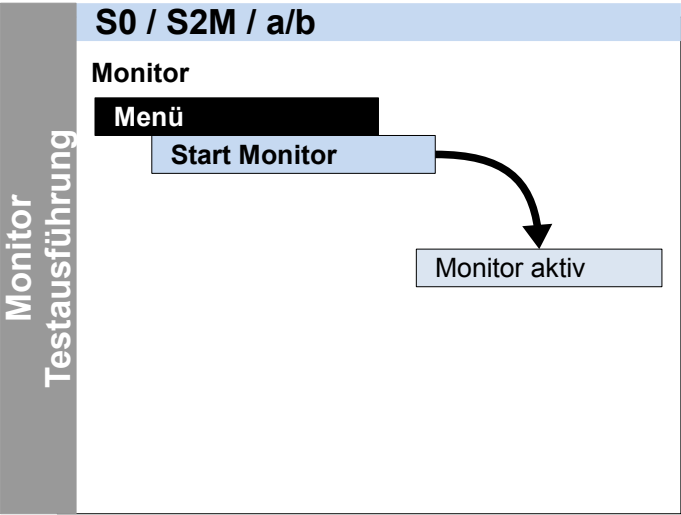 S0 / S2M / a/b
Monitor
Menü
Start Monitor
Monitor aktiv
Monitor
Testausführung